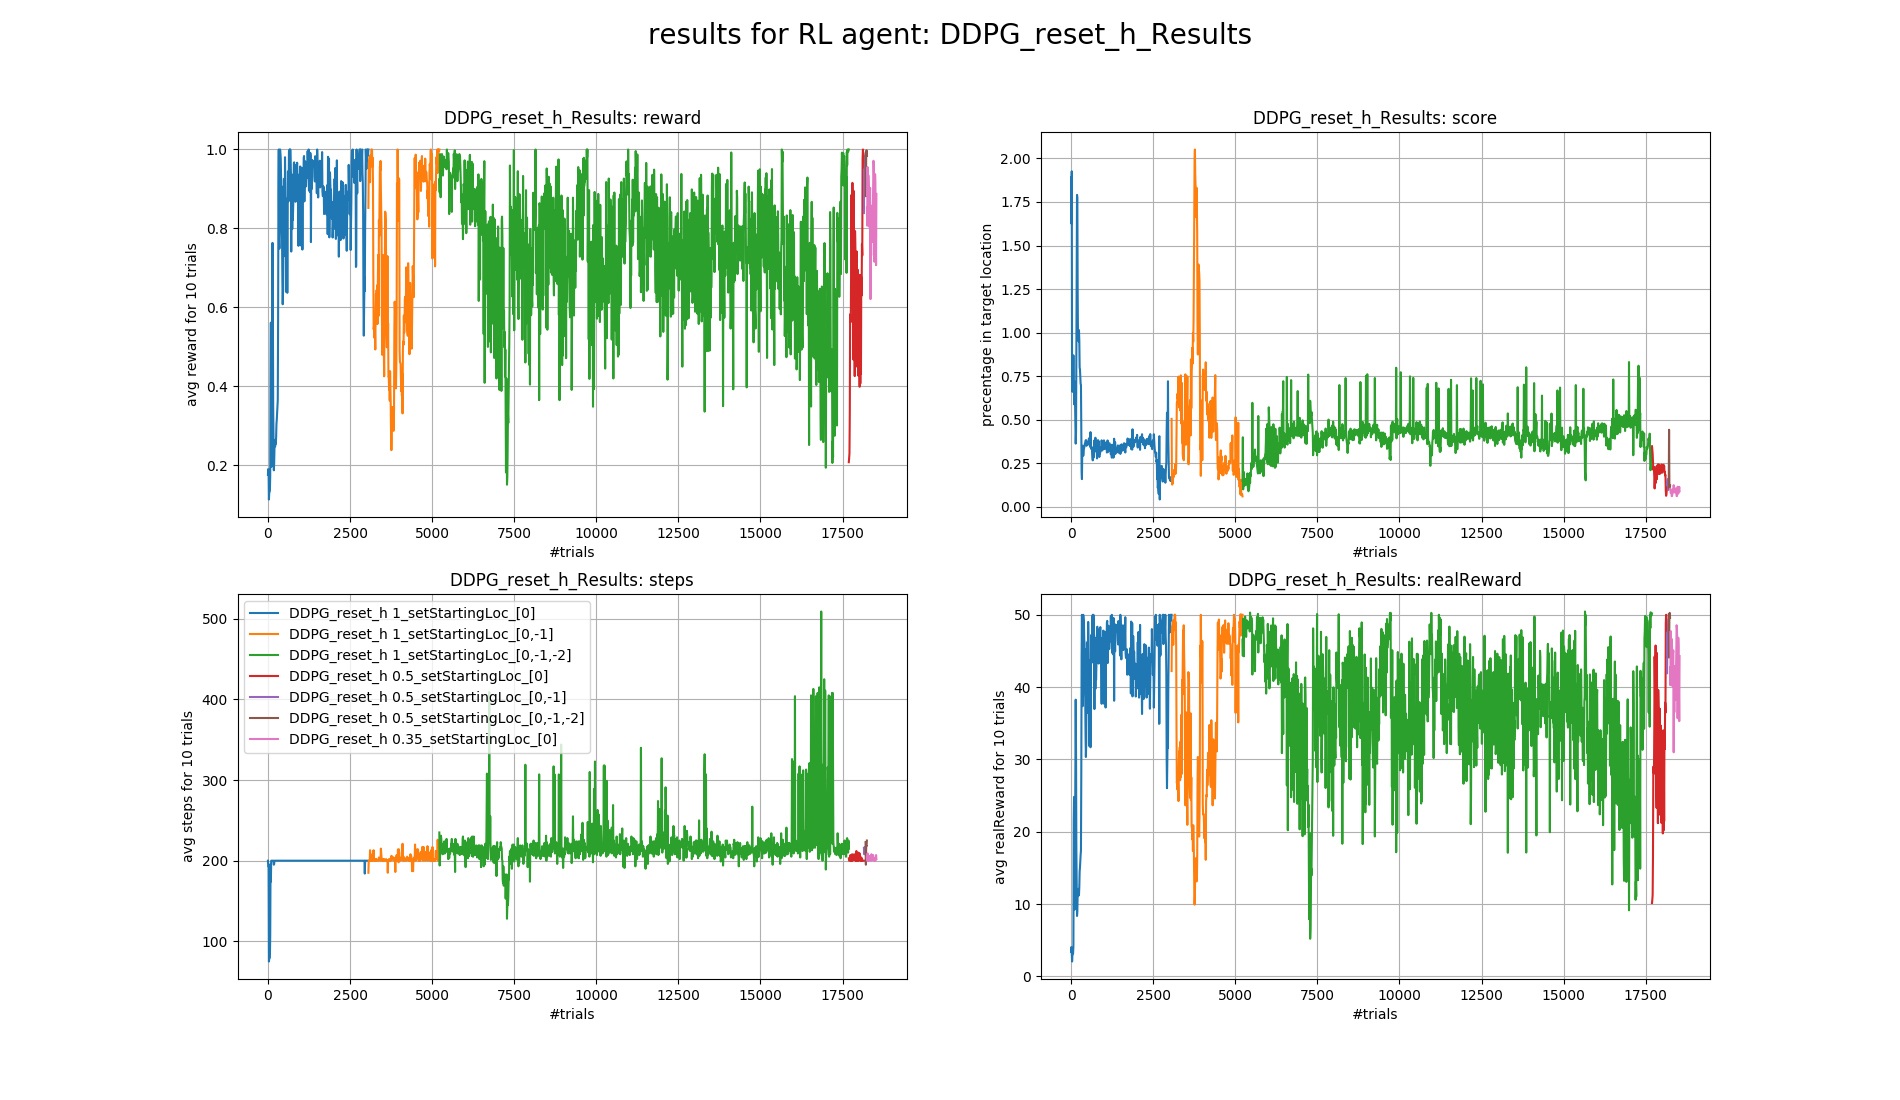 results for RL agent: DDPG_reset_h_Results
DDPG_reset_h_Results: reward
avg reward for 10 trials
1.0
0.8
0.6
0.4
0.2
0 2500 5000 7500 10000 12500 15000 17500
#trials
DDPG_reset_h_Results: score
precentage in target location
2.00
1.75
1.50
1.25
1.00
0.75
0.50
0.25
0.00
0 2500 5000 7500 10000 12500 15000 17500
#trials
DDPG_reset_h_Results: steps
avg steps for 10 trials
500
400
300
200
100
DDPG_reset_h 1_setStartingLoc_[0]
DDPG_reset_h 1_setStartingLoc_[0,-1]
DDPG_reset_h 1_setStartingLoc_[0,-1,-2]
DDPG_reset_h 0.5_setStartingLoc_[0]
DDPG_reset_h 0.5_setStartingLoc_[0,-1]
DDPG_reset_h 0.5_setStartingLoc_[0,-1,-2]
DDPG_reset_h 0.35_setStartingLoc_[0]
0 2500 5000 7500 10000 12500 15000 17500
#trials
DDPG_reset_h_Results: realReward
avg realReward for 10 trials
50
40
30
20
10
0
0 2500 5000 7500 10000 12500 15000 17500
#trials